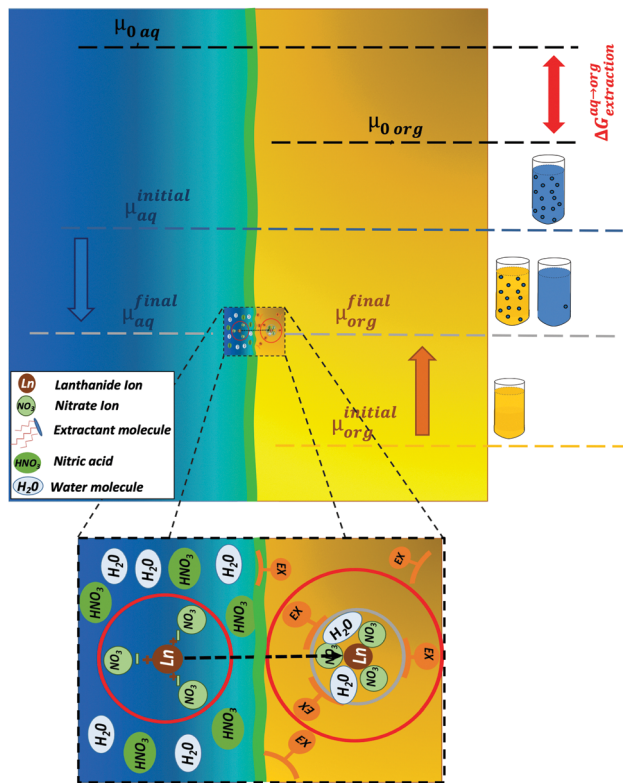 μ0 aq
μ0 org
ΔG aq→org extraction
μ initial aq
μ final aq
μ final org
μ initial org
Ln Lanthanide Ion
NO3 Nitrate Ion
Extractant molecule
HNO3 Nitric acid
H20 Water molecule
H2O
H2O
HNO3
H2O
HNO3
HNO3
NO3
NO3
Ln
NO3
H2O
HNO3
H2O
HNO3
H2O
EX
EX
EX
H2O
NO3
NO3
Ln
NO3
H2O
EX
EX
EX